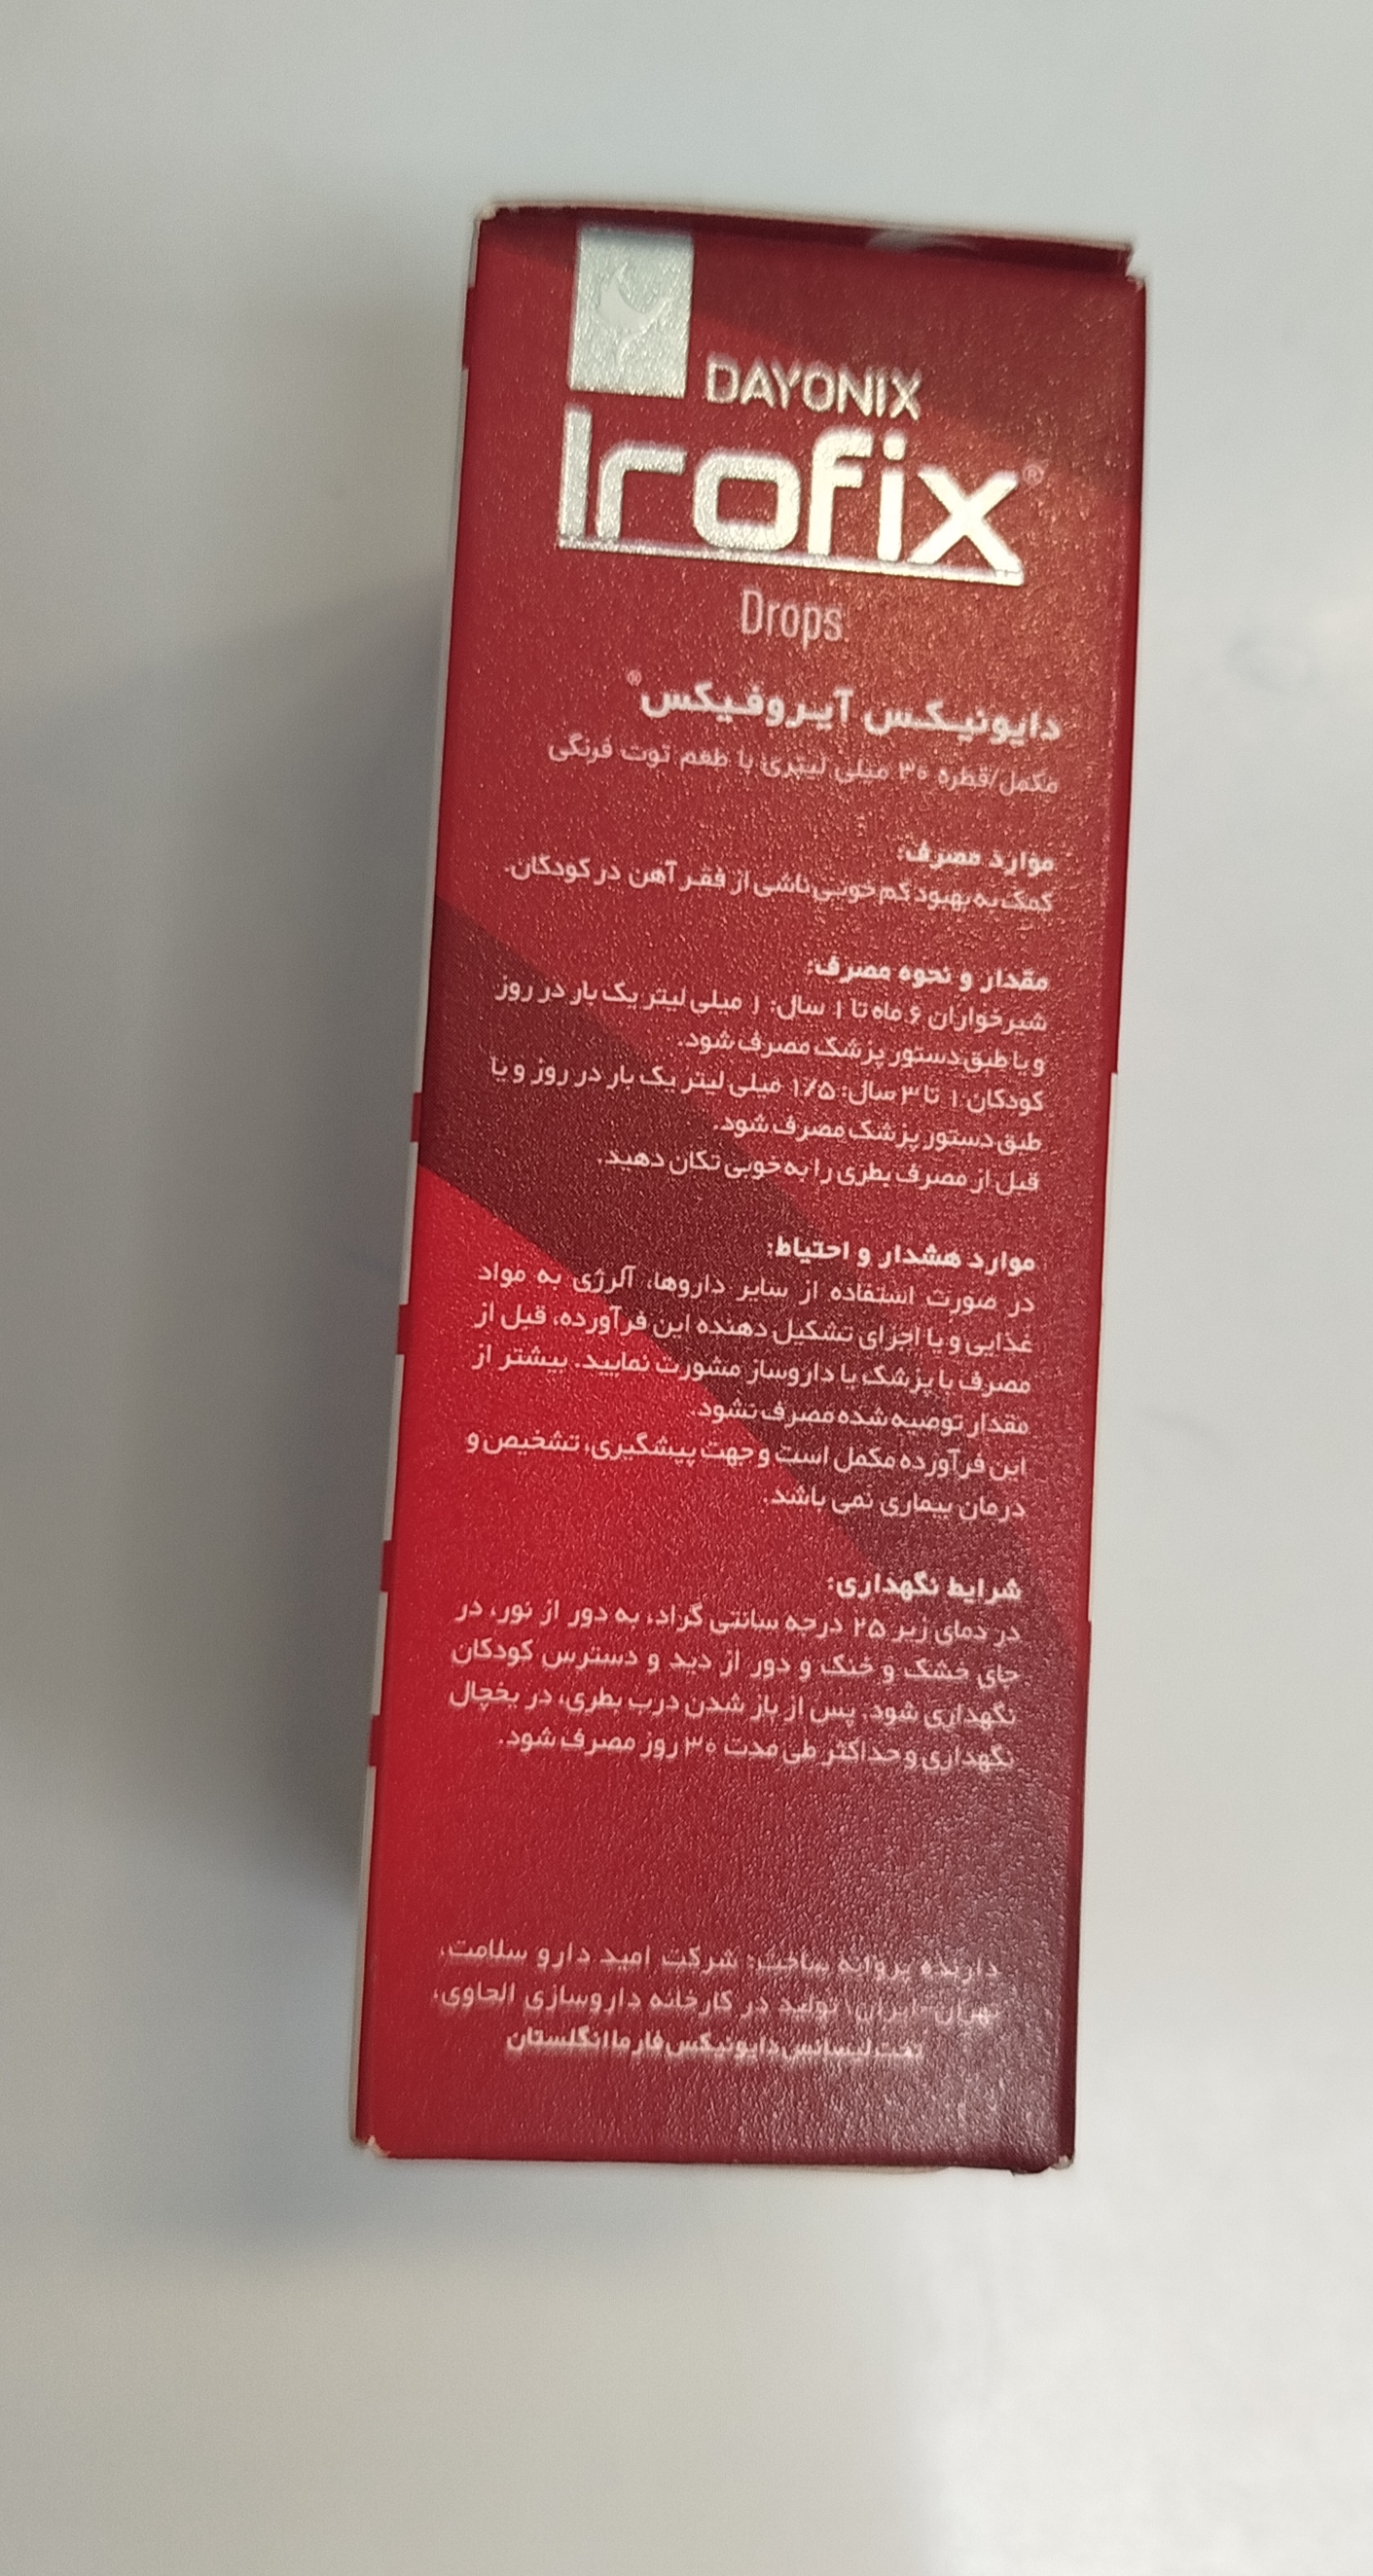 DAYONIX
Irofix®
Drops
دایونیکس آیروفیکس®
مکمل/قطره ۳۰ میلی لیتری با طعم توت فرنگی
موارد مصرف:
کمک به بهبود کم خونی ناشی از فقر آهن در کودکان.
مقدار و نحوه مصرف:
شیرخواران ۶ ماه تا ۱ سال: ۱ میلی لیتر یک بار در روز
و یا طبق دستور پزشک مصرف شود.
کودکان ۱ تا ۳ سال: ۱/۵ میلی لیتر یک بار در روز و یا
طبق دستور پزشک مصرف شود.
قبل از مصرف بطری را به خوبی تکان دهید.
موارد هشدار و احتیاط:
در صورت استفاده از سایر داروها، آلرژی به مواد
غذایی و یا اجزای تشکیل دهنده این فرآورده، قبل از
مصرف با پزشک یا داروساز مشورت نمایید. بیشتر از
مقدار توصیه شده مصرف نشود.
این فرآورده مکمل است و جهت پیشگیری، تشخیص و
درمان بیماری نمی باشد.
شرایط نگهداری:
در دمای زیر ۲۵ درجه سانتی گراد، به دور از نور، در
جای خشک و خنک و دور از دید و دسترس کودکان
نگهداری شود. پس از باز شدن درب بطری، در یخچال
نگهداری و حداکثر طی مدت ۳۰ روز مصرف شود.
دارنده پروانه ساخت: شرکت امید دارو سلامت،
تهران-ایران\ تولید در کارخانه داروسازی الحاوی،
تحت لیسانس دایونیکس فارما انگلستان